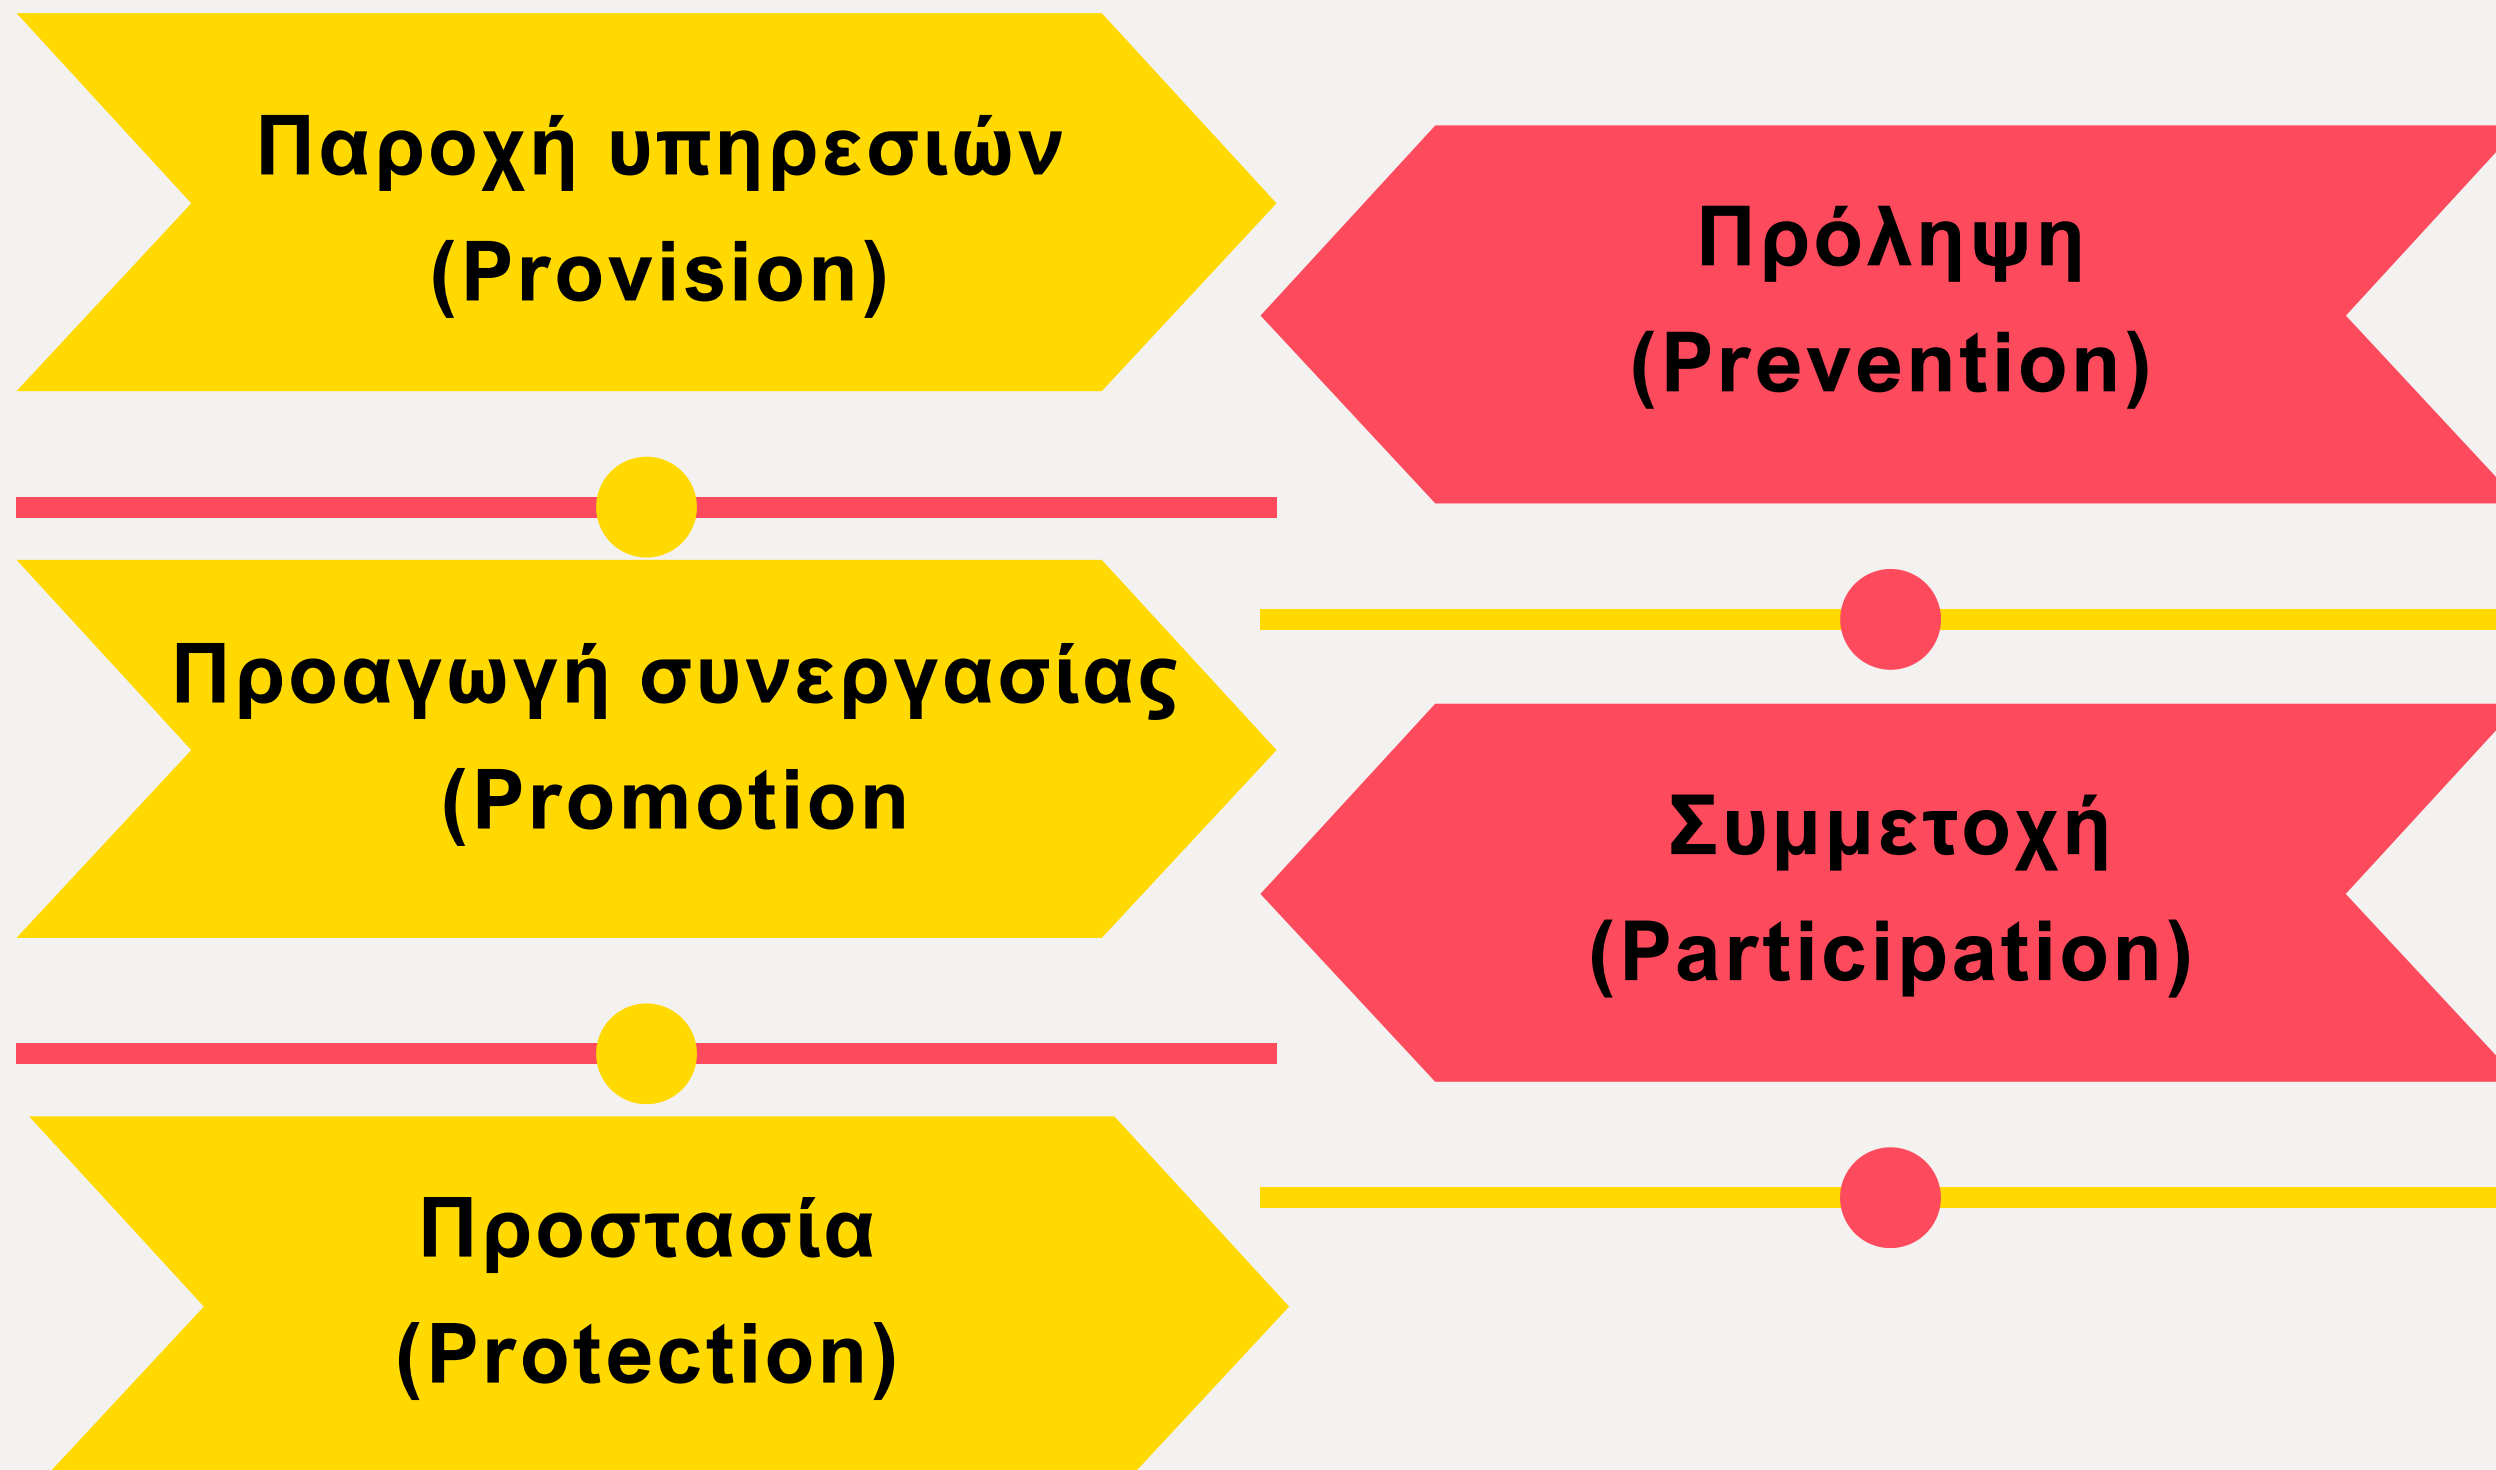 Παροχή υπηρεσιών
(Provision)
Πρόληψη
(Prevention)
Προαγωγή συνεργασίας
(Promotion
Συμμετοχή
(Participation)
Προστασία
(Protection)